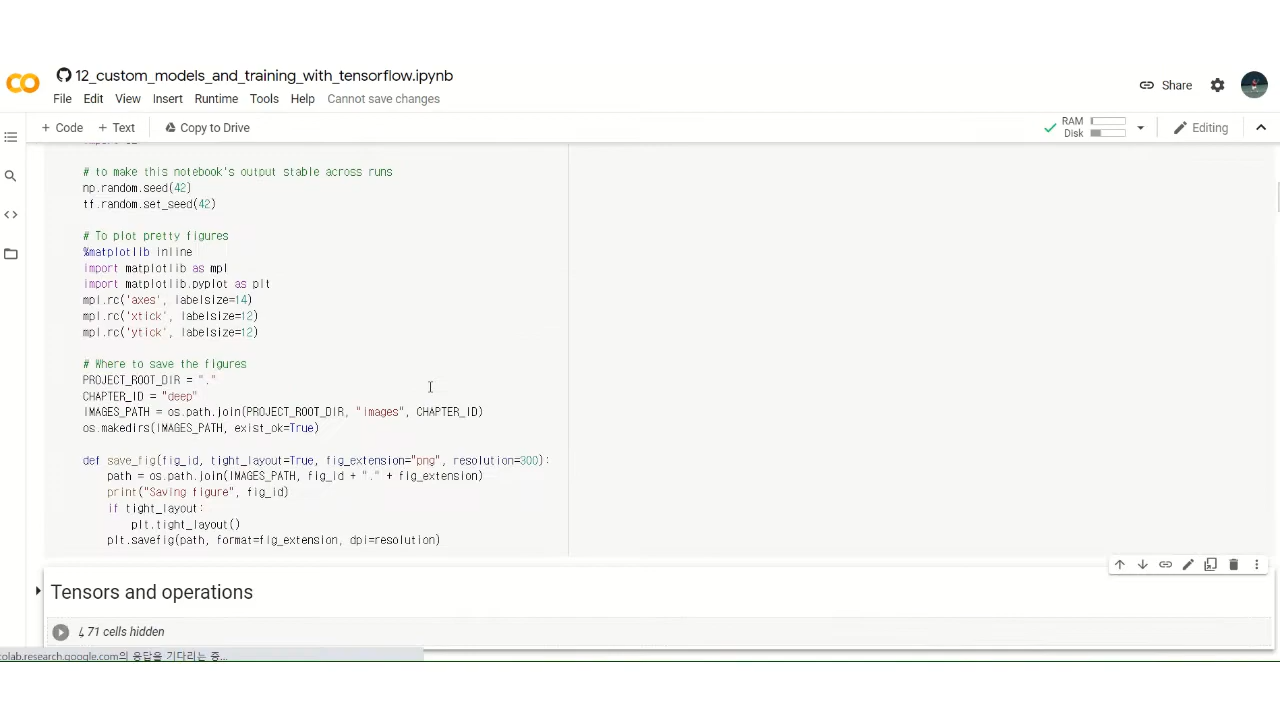 12_custom_models_and_training_with_tensorflow.ipynb
Share
File Edit View Insert Runtime Tools Help Cannot save changes
+ Code + Text Copy to Drive
RAM
Disk
Editing
# to make this notebook's output stable across runs
np.random.seed(42)
tf.random.set_seed(42)
# To plot pretty figures
%matplotlib inline
import matplotlib as mpl
import matplotlib.pyplot as plt
mpl.rc('axes', labelsize=14)
mpl.rc('xtick', labelsize=12)
mpl.rc('ytick', labelsize=12)
# Where to save the figures
PROJECT_ROOT_DIR = "."
CHAPTER_ID = "deep"
IMAGES_PATH = os.path.join(PROJECT_ROOT_DIR, "images", CHAPTER_ID)
os.makedirs(IMAGES_PATH, exist_ok=True)
def save_fig(fig_id, tight_layout=True, fig_extension="png", resolution=300):
path = os.path.join(IMAGES_PATH, fig_id + "." + fig_extension)
print("Saving figure", fig_id)
if tight_layout:
plt.tight_layout()
plt.savefig(path, format=fig_extension, dpi=resolution)
Tensors and operations
71 cells hidden
colab.research.google.com의 응답을 기다리는 중...